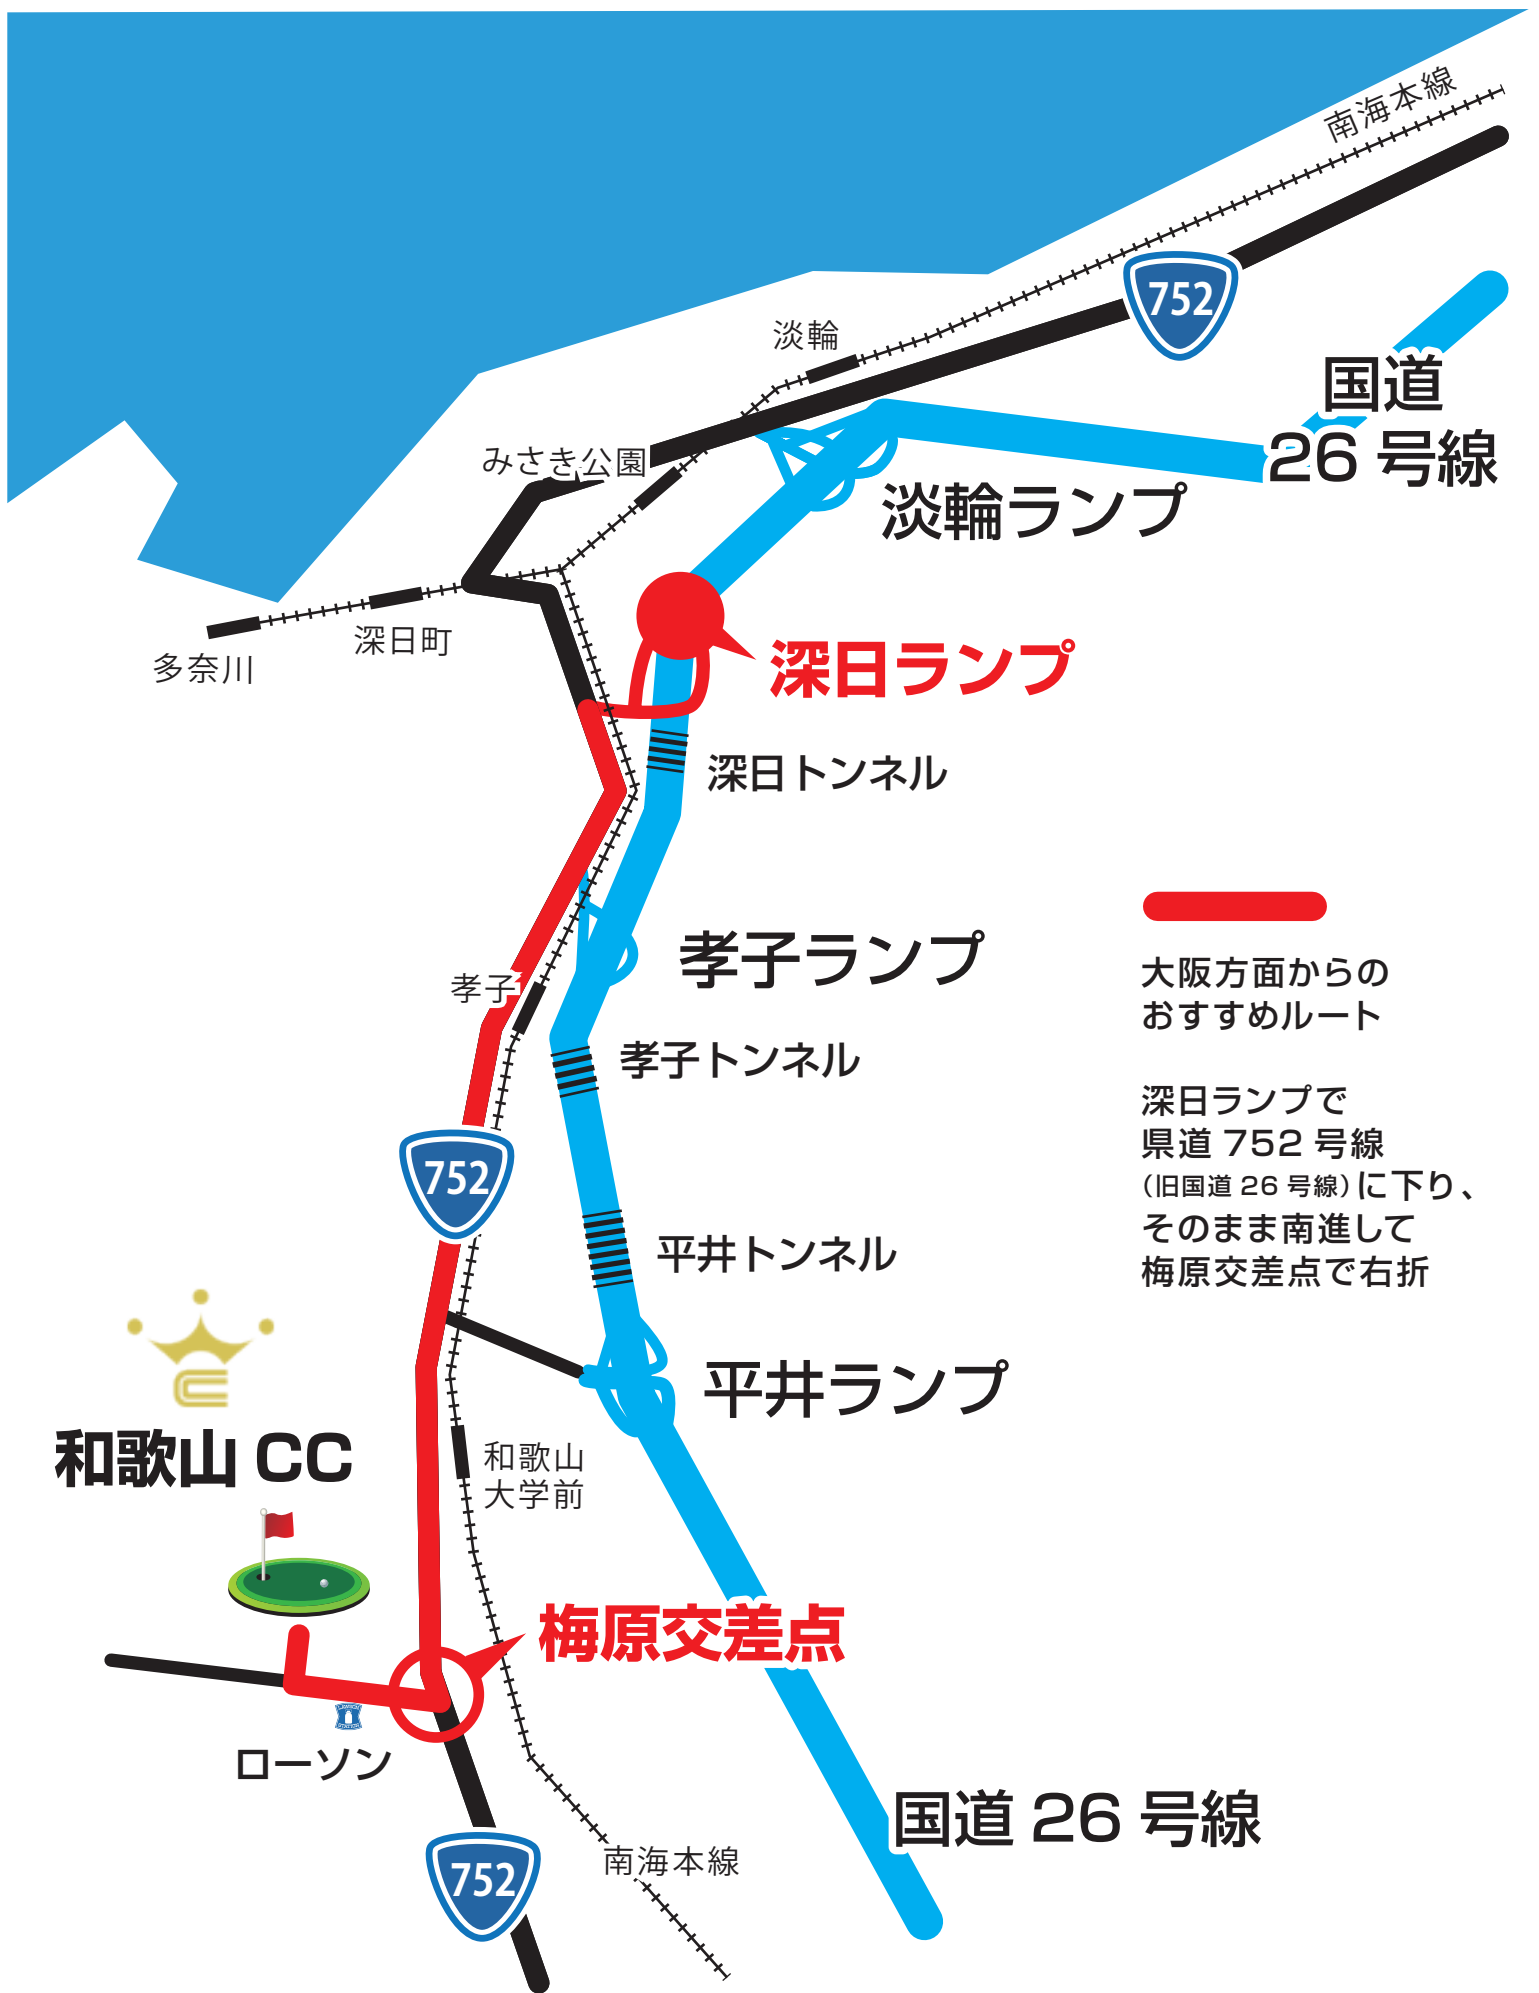 南海本線
752
淡輪
国道
26 号線
みさき公園
淡輪ランプ
深日町
多奈川
深日ランプ
深日トンネル
孝子ランプ
大阪方面からの
おすすめルート
孝子
孝子トンネル
深日ランプで
県道 752 号線
（旧国道 26 号線）に下り、
そのまま南進して
梅原交差点で右折
752
平井トンネル
平井ランプ
和歌山 CC
和歌山
大学前
梅原交差点
ローソン
国道 26 号線
南海本線
752